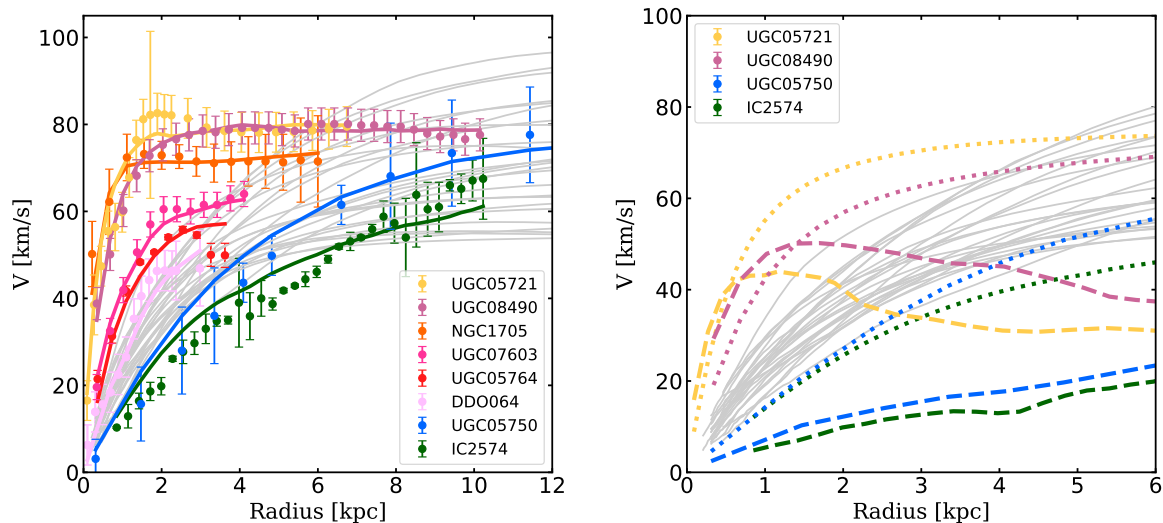 100
80
60
40
20
0
V [km/s]
0 2 4 6 8 10 12
Radius [kpc]
UGC05721
UGC08490
NGC1705
UGC07603
UGC05764
DDO064
UGC05750
IC2574
100
80
60
40
20
0
V [km/s]
0 1 2 3 4 5 6
Radius [kpc]
UGC05721
UGC08490
UGC05750
IC2574